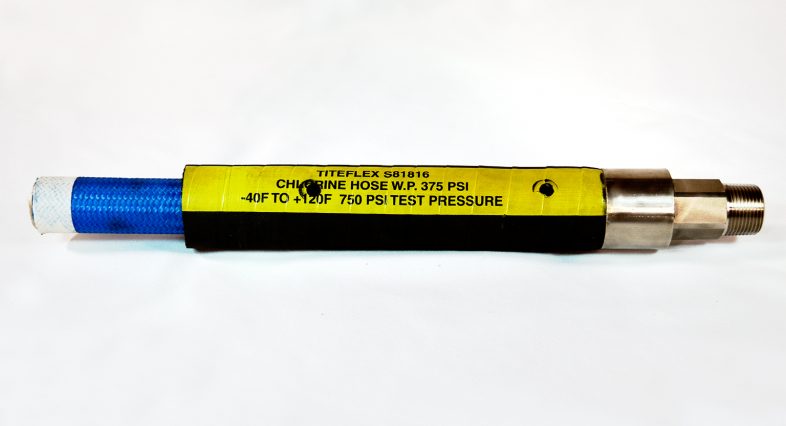 TITEFLEX S81816
CHLORINE HOSE W.P. 375 PSI
-40F TO +120F 750 PSI TEST PRESSURE